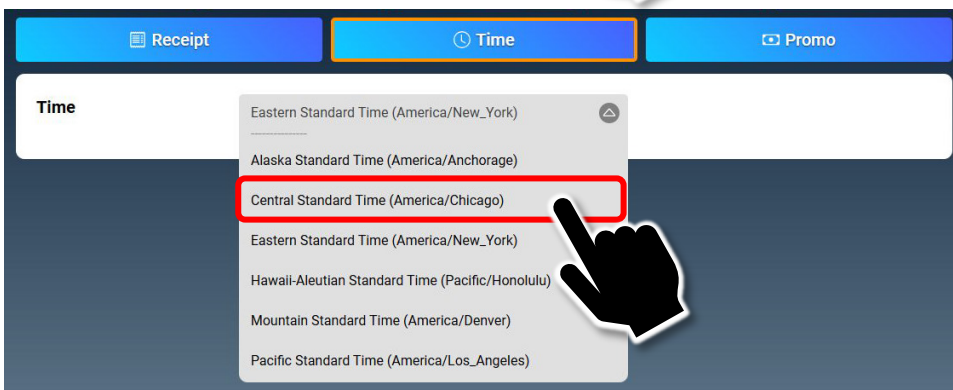 Receipt
Time
Promo
Time
Eastern Standard Time (America/New_York)
---------------
Alaska Standard Time (America/Anchorage)
Central Standard Time (America/Chicago)
Eastern Standard Time (America/New_York)
Hawaii-Aleutian Standard Time (Pacific/Honolulu)
Mountain Standard Time (America/Denver)
Pacific Standard Time (America/Los_Angeles)